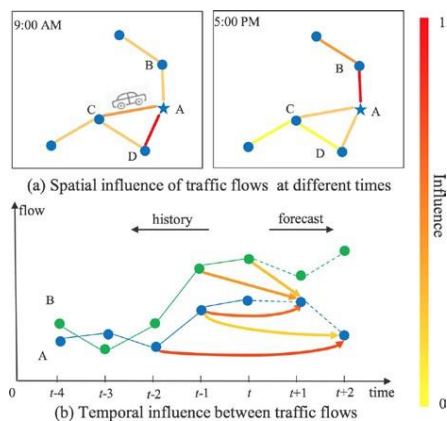 9:00 AM
B
C
A
D
5:00 PM
B
C
A
D
1
Influence
0
(a) Spatial influence of traffic flows at different times
flow
history
forecast
B
A
0
t-4
t-3
t-2
t-1
t
t+1
t+2
time
(b) Temporal influence between traffic flows